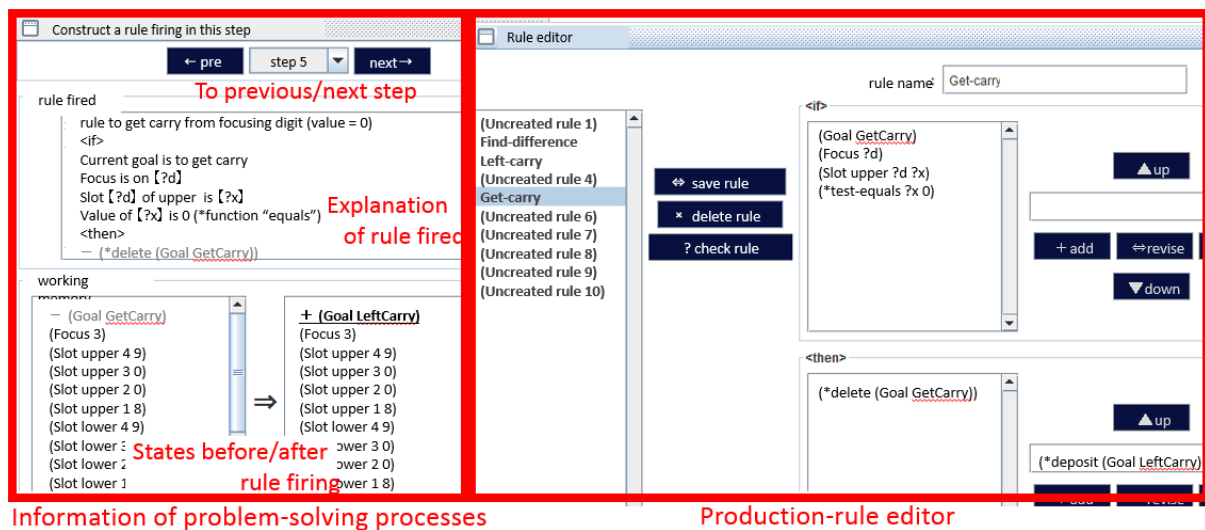 Construct a rule firing in this step
← pre
step 5
next→
To previous/next step
rule fired
rule to get carry from focusing digit (value = 0)
<if>
Current goal is to get carry
Focus is on【?d】
Slot【?d】of upper is【?x】
Value of【?x】is 0 (*function "equals")
<then>
− (*delete (Goal GetCarry))
Explanation
of rule fired
working
memory
− (Goal GetCarry)
(Focus 3)
(Slot upper 4 9)
(Slot upper 3 0)
(Slot upper 2 0)
(Slot upper 1 8)
(Slot lower 4 9)
(Slot lower 3
(Slot lower 2
(Slot lower 1
⇒
+ (Goal LeftCarry)
(Focus 3)
(Slot upper 4 9)
(Slot upper 3 0)
(Slot upper 2 0)
(Slot upper 1 8)
(Slot lower 4 9)
ower 3 0)
ower 2 0)
ower 1 8)
States before/after
rule firing
Information of problem-solving processes
Rule editor
rule name
Get-carry
(Uncreated rule 1)
Find-difference
Left-carry
(Uncreated rule 4)
Get-carry
(Uncreated rule 6)
(Uncreated rule 7)
(Uncreated rule 8)
(Uncreated rule 9)
(Uncreated rule 10)
⇔ save rule
× delete rule
? check rule
<if>
(Goal GetCarry)
(Focus ?d)
(Slot upper ?d ?x)
(*test-equals ?x 0)
▲up
+ add
⇔revise
▼down
<then>
(*delete (Goal GetCarry))
▲up
(*deposit (Goal LeftCarry)
Production-rule editor